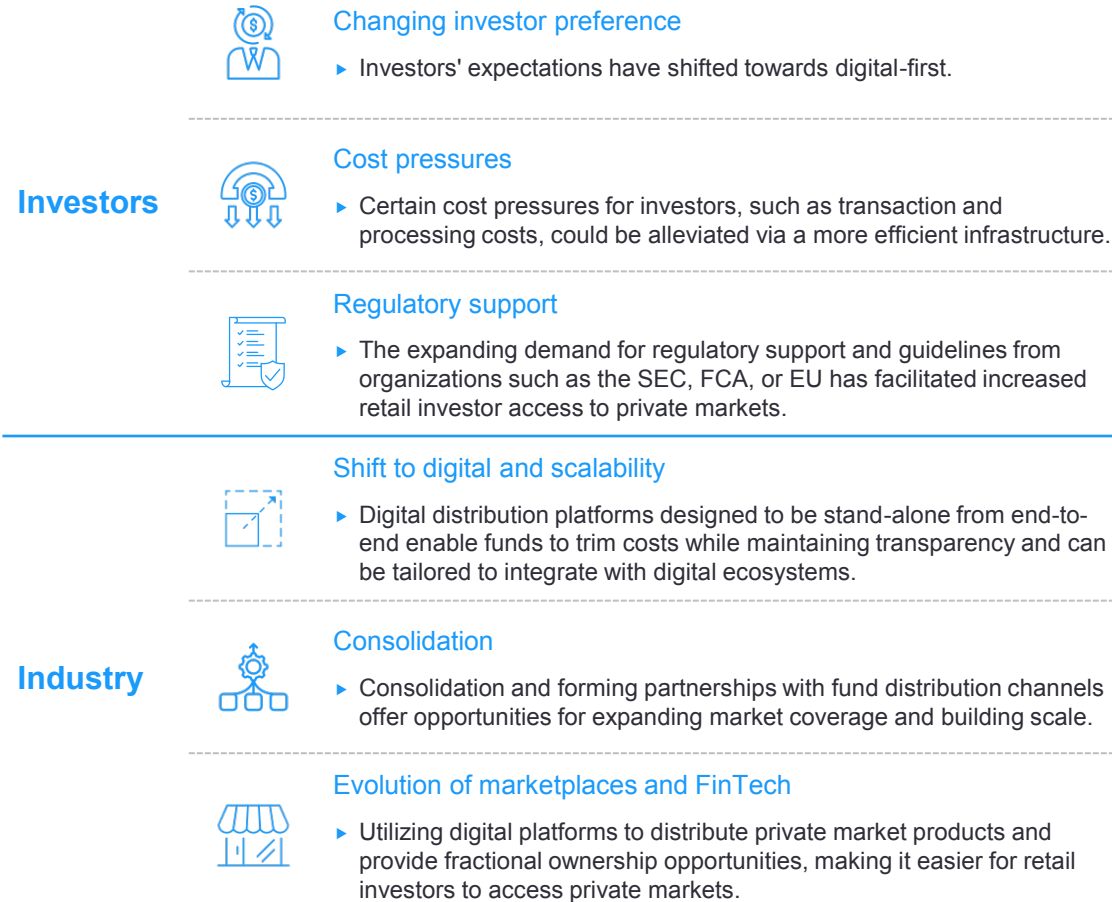 Changing investor preference
▸ Investors' expectations have shifted towards digital-first.
Investors
Cost pressures
▸ Certain cost pressures for investors, such as transaction and
processing costs, could be alleviated via a more efficient infrastructure.
Regulatory support
▸ The expanding demand for regulatory support and guidelines from
organizations such as the SEC, FCA, or EU has facilitated increased
retail investor access to private markets.
Shift to digital and scalability
▸ Digital distribution platforms designed to be stand-alone from end-to-
end enable funds to trim costs while maintaining transparency and can
be tailored to integrate with digital ecosystems.
Industry
Consolidation
▸ Consolidation and forming partnerships with fund distribution channels
offer opportunities for expanding market coverage and building scale.
Evolution of marketplaces and FinTech
▸ Utilizing digital platforms to distribute private market products and
provide fractional ownership opportunities, making it easier for retail
investors to access private markets.